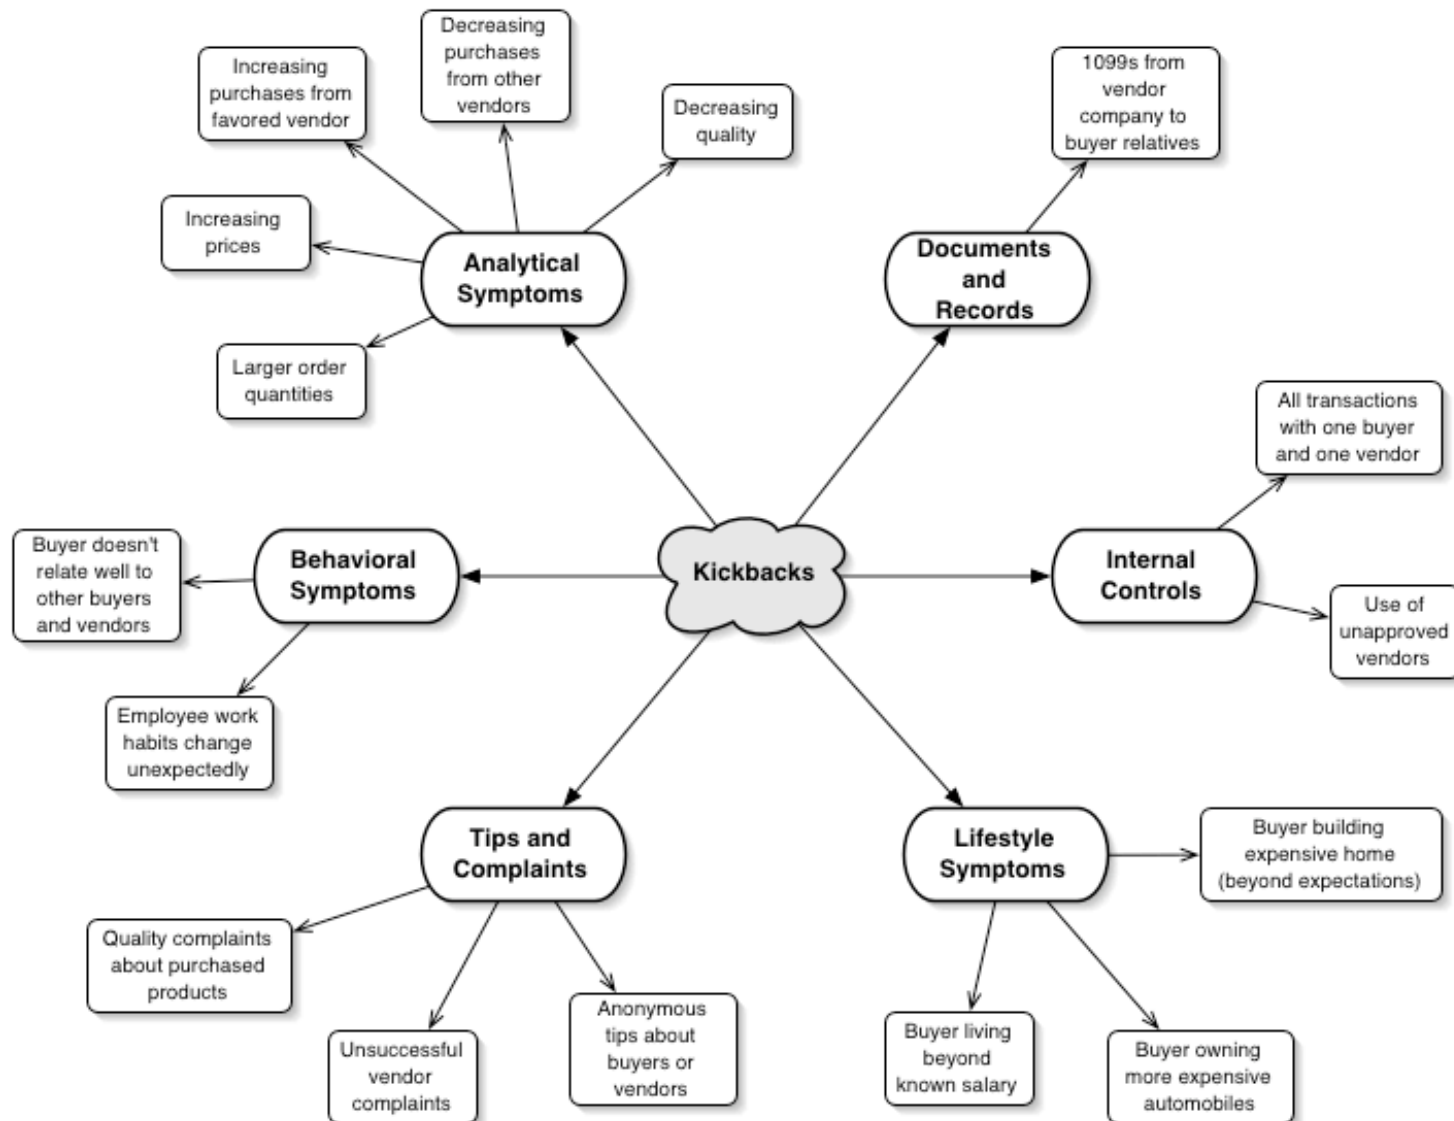 Decreasing
purchases
from other
vendors
Increasing
purchases from
favored vendor
Decreasing
quality
1099s from
vendor
company to
buyer relatives
Increasing
prices
Analytical
Symptoms
Documents
and
Records
Larger order
quantities
All transactions
with one buyer
and one vendor
Buyer doesn't
relate well to
other buyers
and vendors
Behavioral
Symptoms
Kickbacks
Internal
Controls
Use of
unapproved
vendors
Employee work
habits change
unexpectedly
Tips and
Complaints
Lifestyle
Symptoms
Buyer building
expensive home
(beyond expectations)
Quality complaints
about purchased
products
Unsuccessful
vendor
complaints
Anonymous
tips about
buyers or
vendors
Buyer living
beyond
known salary
Buyer owning
more expensive
automobiles